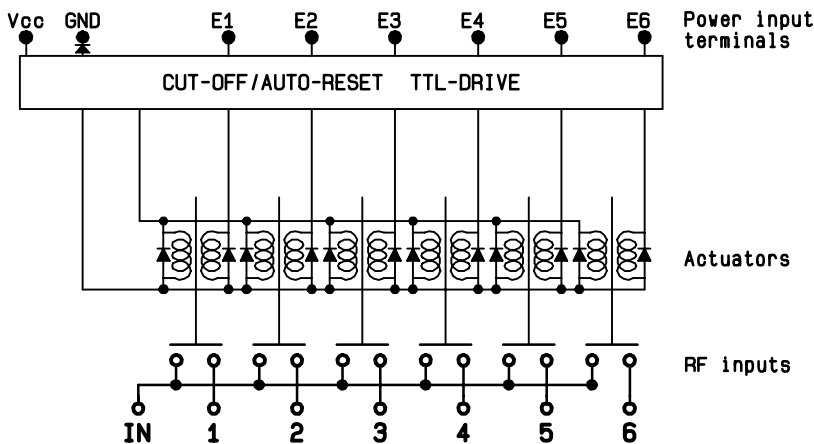 Vcc GND E1 E2 E3 E4 E5 E6 Power input
terminals
CUT-OFF/AUTO-RESET TTL-DRIVE
Actuators
RF inputs
IN 1 2 3 4 5 6